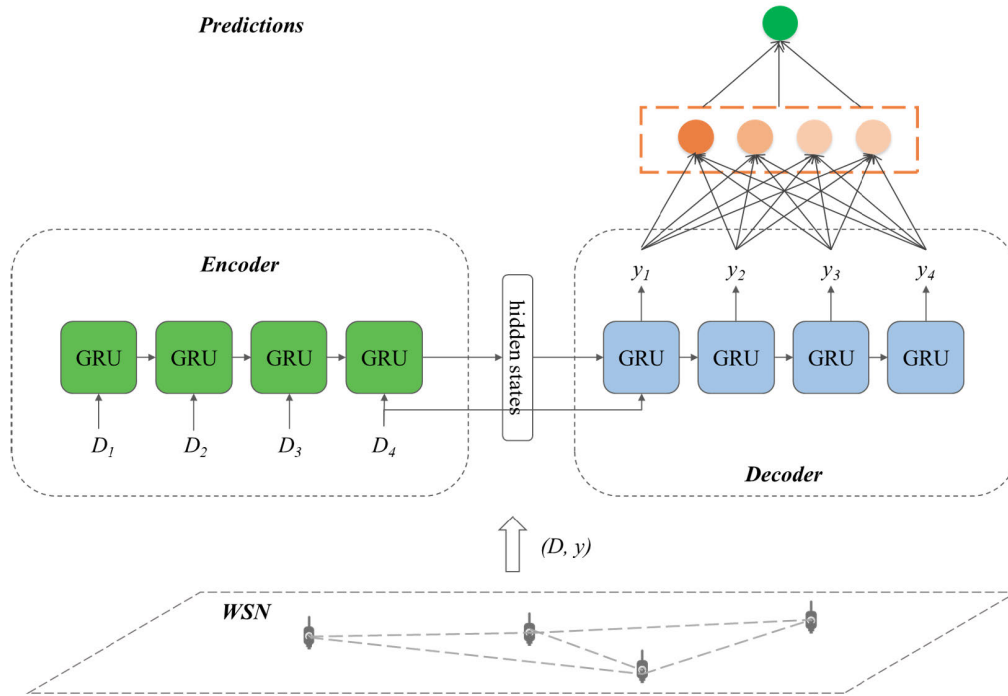 Predictions
Encoder
hidden states
y1 y2 y3 y4
GRU GRU GRU GRU
GRU GRU GRU GRU
D1 D2 D3 D4
Decoder
(D, y)
WSN